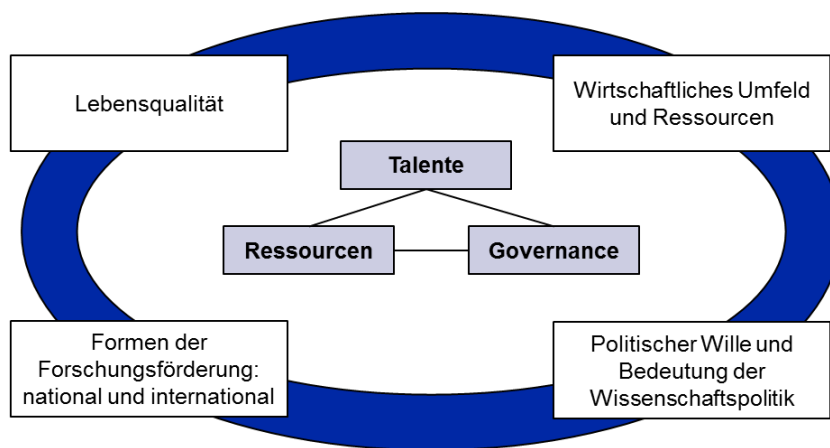 Lebensqualität
Wirtschaftliches Umfeld
und Ressourcen
Talente
Ressourcen
Governance
Formen der
Forschungsförderung:
national und international
Politischer Wille und
Bedeutung der
Wissenschaftspolitik